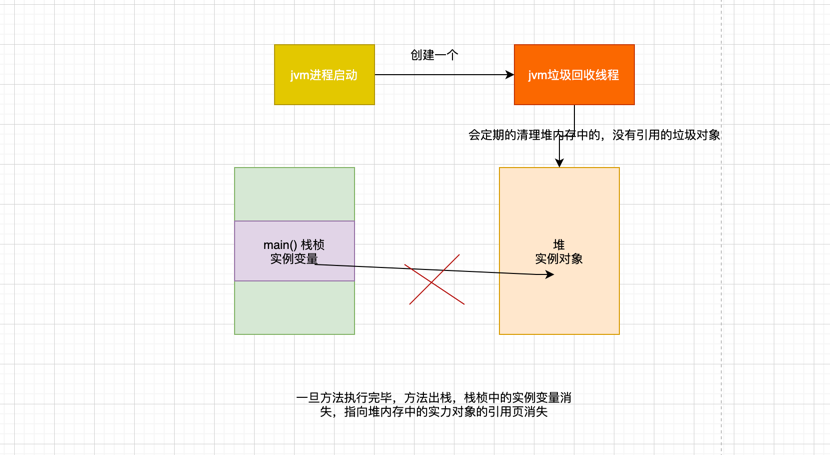 创建一个
jvm进程启动
jvm垃圾回收线程
会定期的清理堆内存中的，没有引用的垃圾对象
main() 栈桢
实例变量
堆
实例对象
一旦方法执行完毕，方法出栈，栈桢中的实例变量消
失，指向堆内存中的实力对象的引用页消失